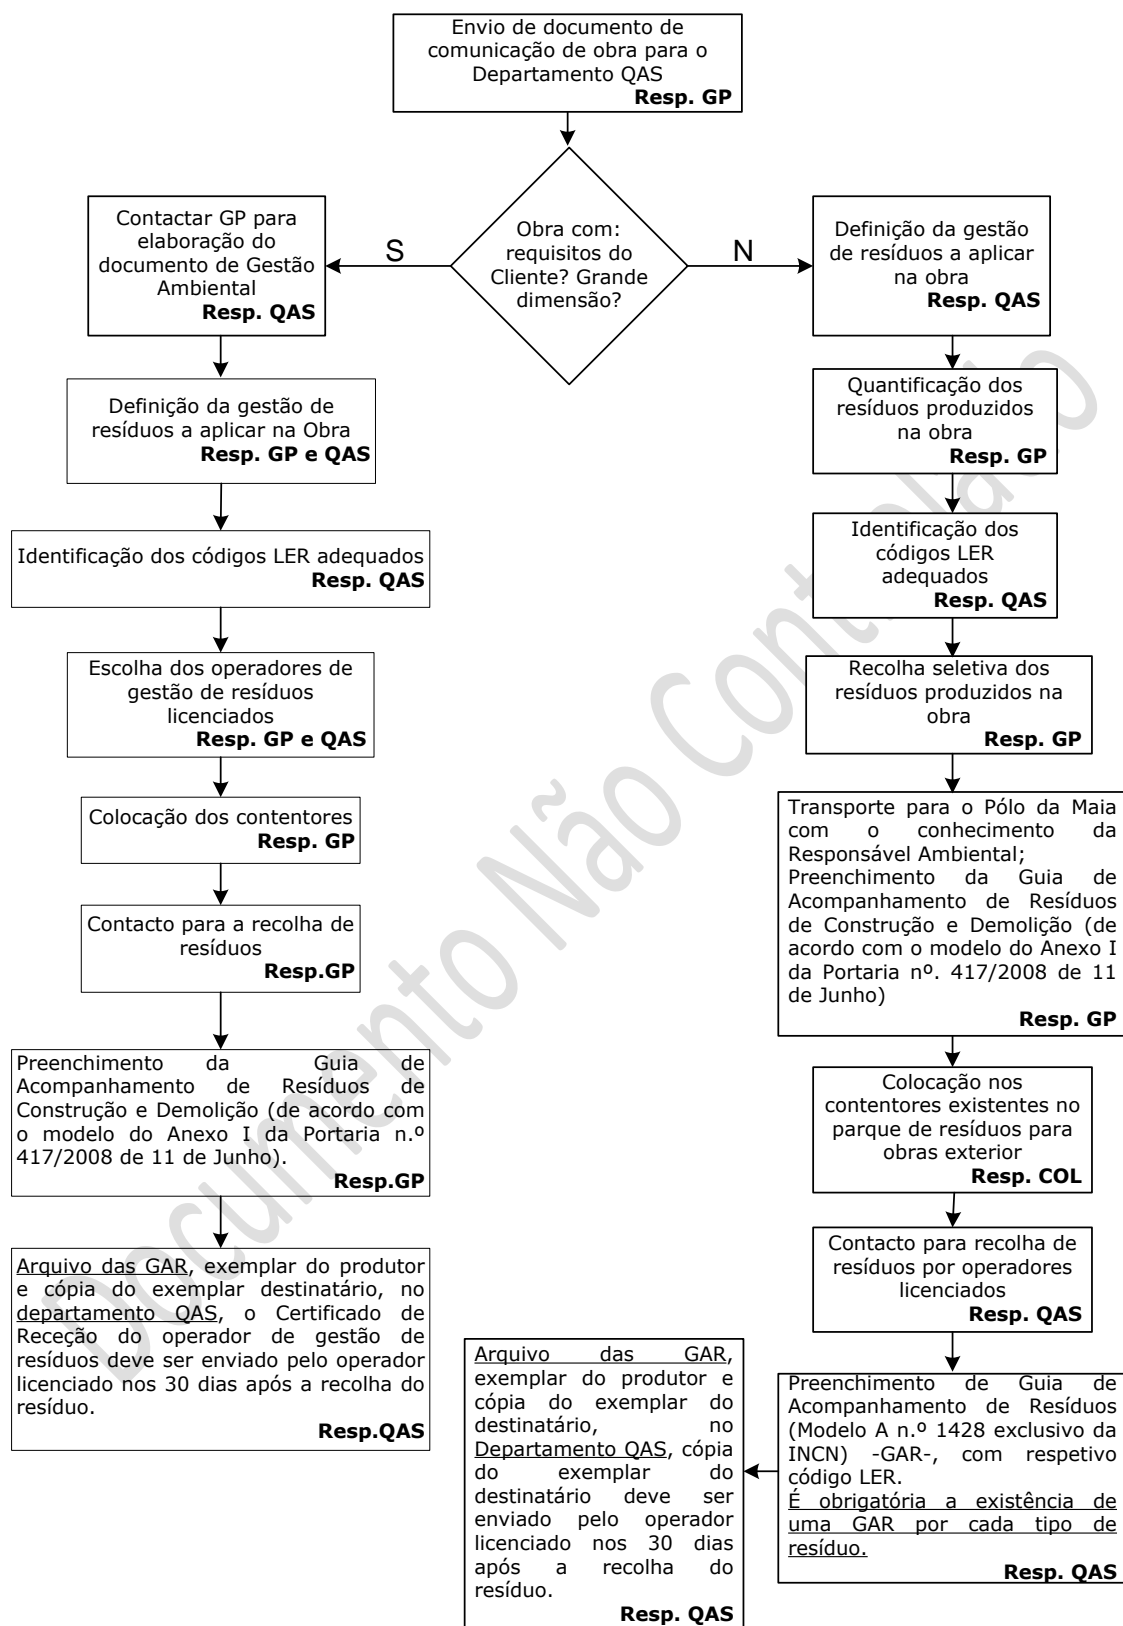 Envio de documento de
comunicação de obra para o
Departamento QAS
Resp. GP
Obra com:
requisitos do
Cliente? Grande
dimensão?
S
N
Contactar GP para
elaboração do
documento de Gestão
Ambiental
Resp. QAS
Definição da gestão de
resíduos a aplicar na Obra
Resp. GP e QAS
Identificação dos códigos LER adequados
Resp. QAS
Escolha dos operadores de
gestão de resíduos
licenciados
Resp. GP e QAS
Colocação dos contentores
Resp. GP
Contacto para a recolha de
resíduos
Resp.GP
Preenchimento da Guia de
Acompanhamento de Resíduos de
Construção e Demolição (de acordo com
o modelo do Anexo I da Portaria n.º
417/2008 de 11 de Junho).
Resp.GP
Arquivo das GAR, exemplar do produtor
e cópia do exemplar destinatário, no
departamento QAS, o Certificado de
Receção do operador de gestão de
resíduos deve ser enviado pelo operador
licenciado nos 30 dias após a recolha do
resíduo.
Resp.QAS
Definição da gestão
de resíduos a aplicar
na obra
Resp. QAS
Quantificação dos
resíduos produzidos
na obra
Resp. GP
Identificação dos
códigos LER
adequados
Resp. QAS
Recolha seletiva dos
resíduos produzidos na
obra
Resp. GP
Transporte para o Pólo da Maia
com o conhecimento da
Responsável Ambiental;
Preenchimento da Guia de
Acompanhamento de Resíduos
de Construção e Demolição (de
acordo com o modelo do Anexo I
da Portaria nº. 417/2008 de 11
de Junho)
Resp. GP
Colocação nos
contentores existentes no
parque de resíduos para
obras exterior
Resp. COL
Contacto para recolha de
resíduos por operadores
licenciados
Resp. QAS
Preenchimento de Guia de
Acompanhamento de Resíduos
(Modelo A n.º 1428 exclusivo da
INCN) -GAR-, com respetivo
código LER.
É obrigatória a existência de
uma GAR por cada tipo de
resíduo.
Resp. QAS
Arquivo das GAR,
exemplar do produtor e
cópia do exemplar do
destinatário, no
Departamento QAS, cópia
do exemplar do
destinatário deve ser
enviado pelo operador
licenciado nos 30 dias
após a recolha do
resíduo.
Resp. QAS
Documento Não Controlado